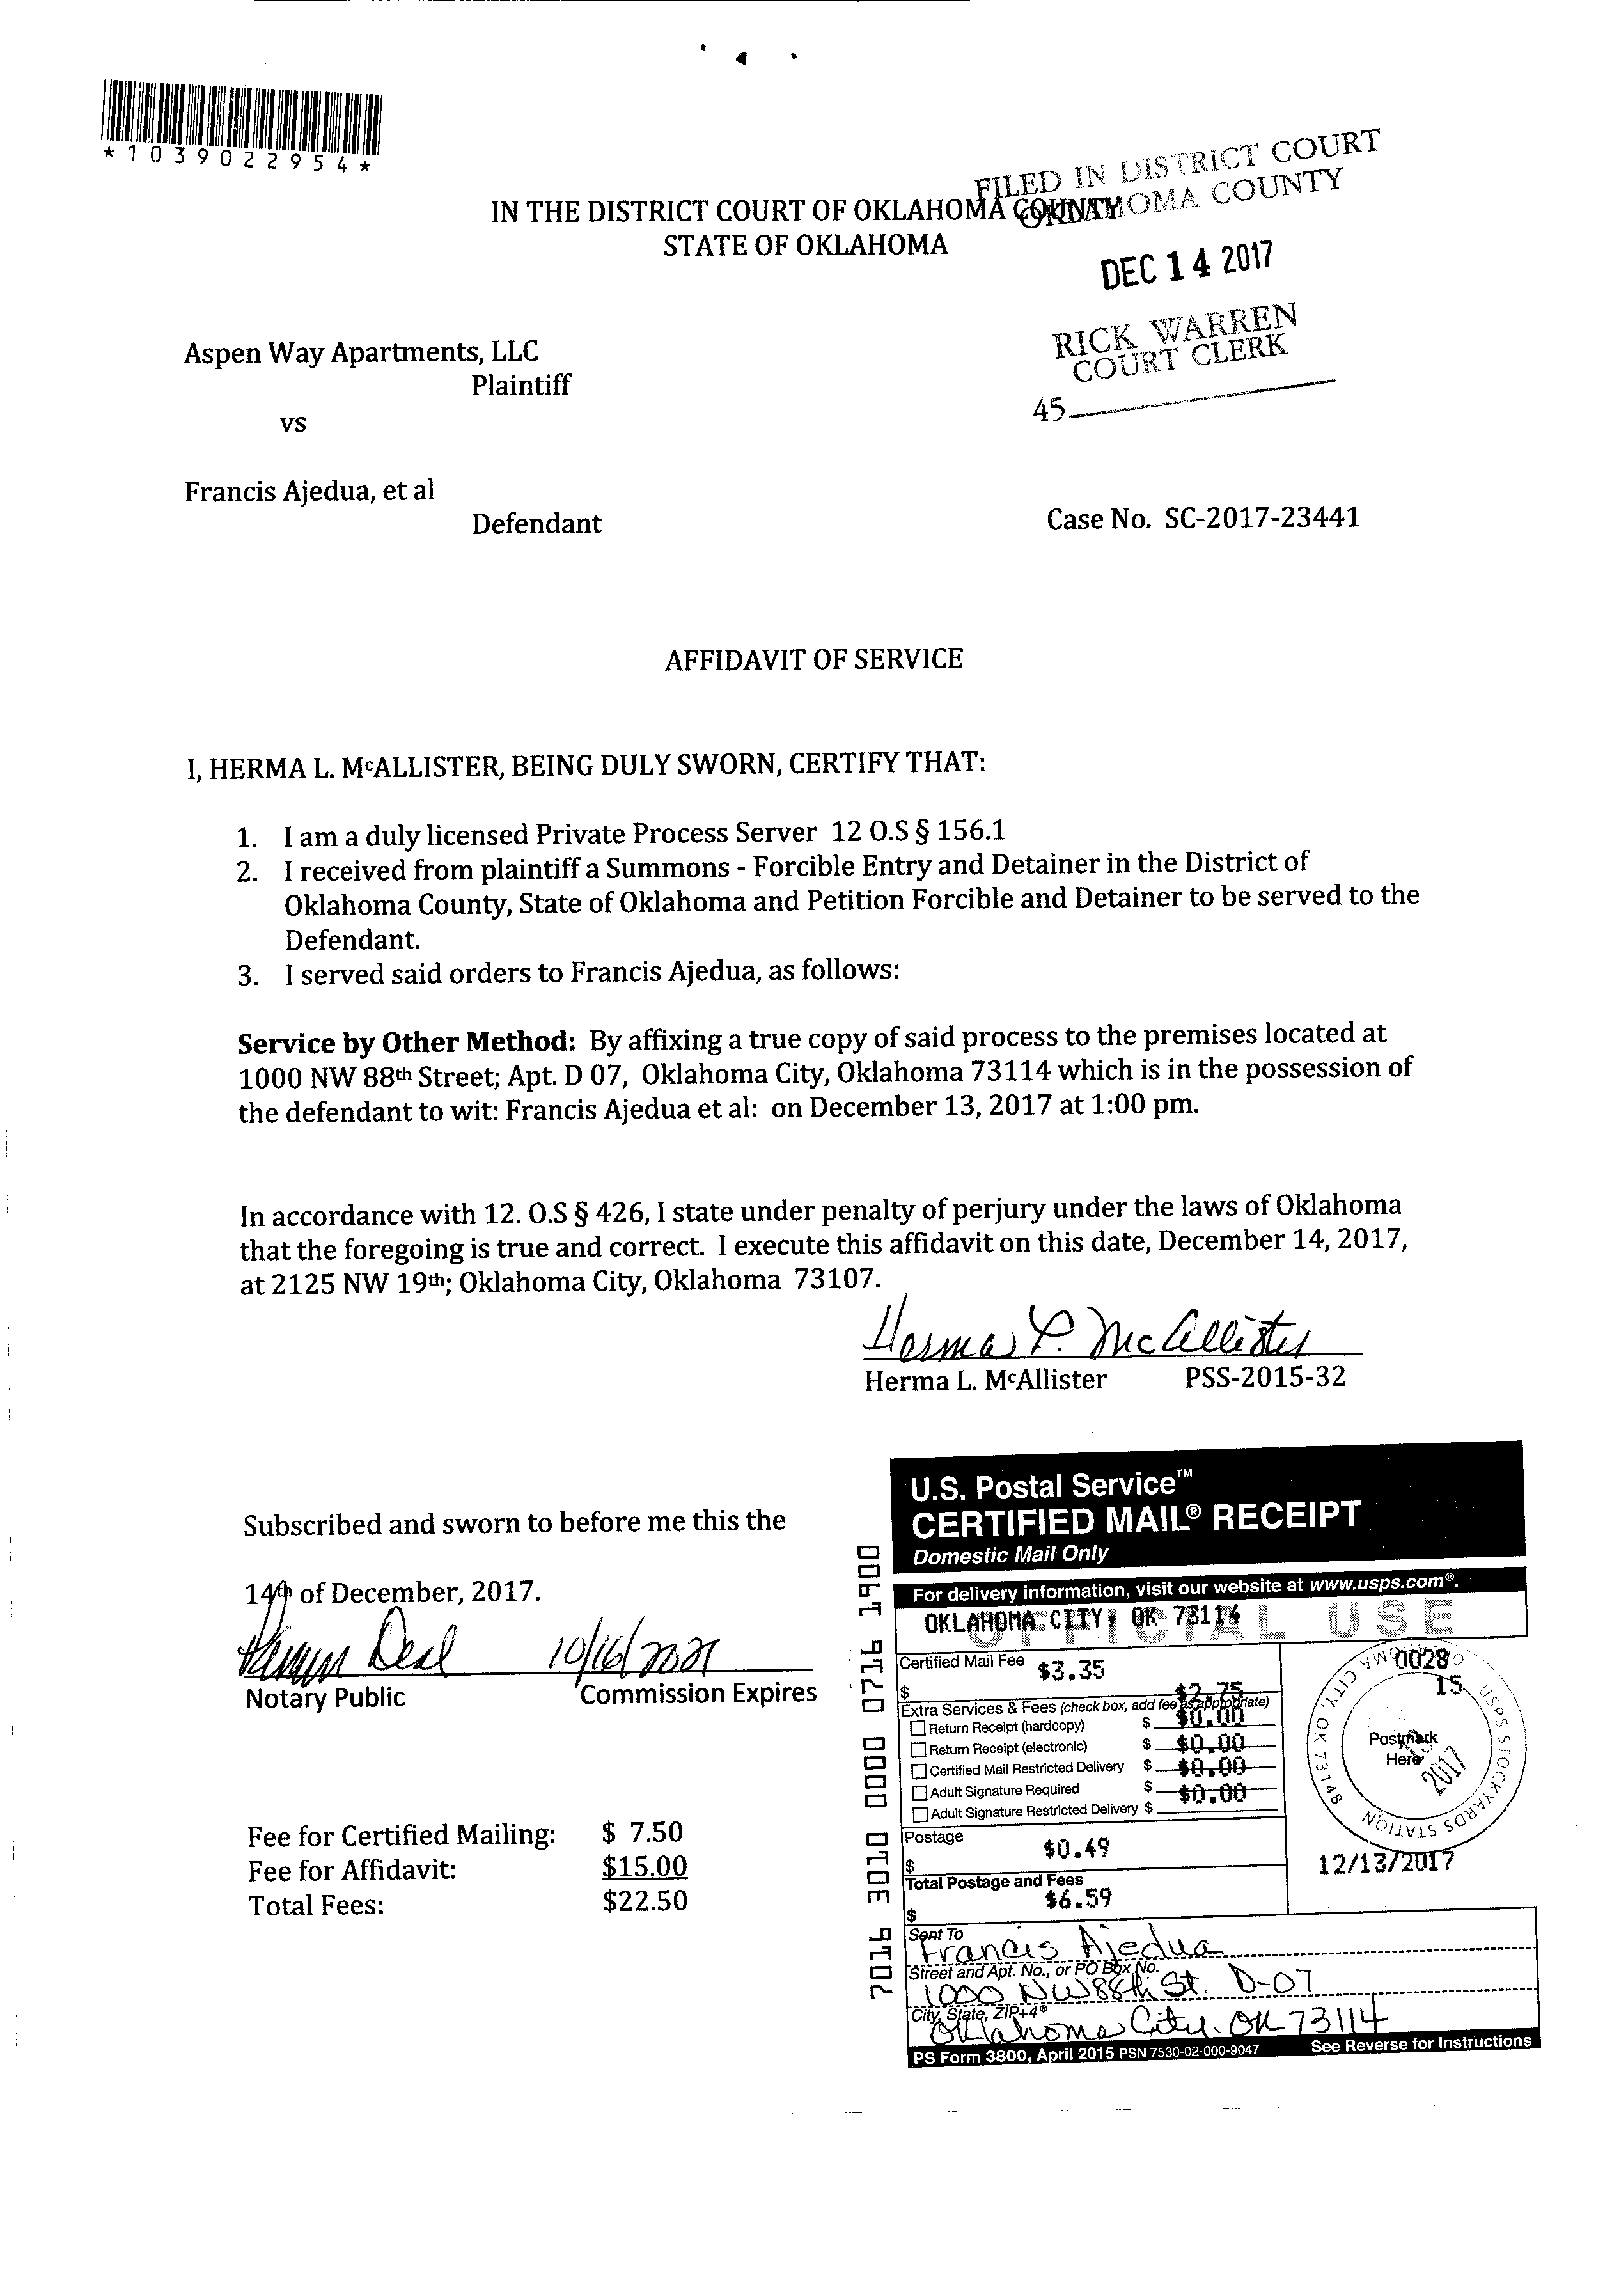 *1039022954*
FILED IN DISTRICT COURT
OKLAHOMA COUNTY
IN THE DISTRICT COURT OF OKLAHOMA COUNTY
STATE OF OKLAHOMA
DEC 14 2017
RICK WARREN
COURT CLERK
45
Aspen Way Apartments, LLC
Plaintiff
vs
Francis Ajedua, et al
Defendant
Case No. SC-2017-23441
AFFIDAVIT OF SERVICE
I, HERMA L. McALLISTER, BEING DULY SWORN, CERTIFY THAT:
1. I am a duly licensed Private Process Server 12 O.S § 156.1
2. I received from plaintiff a Summons - Forcible Entry and Detainer in the District of
Oklahoma County, State of Oklahoma and Petition Forcible and Detainer to be served to the
Defendant.
3. I served said orders to Francis Ajedua, as follows:
Service by Other Method: By affixing a true copy of said process to the premises located at
1000 NW 88th Street; Apt. D 07, Oklahoma City, Oklahoma 73114 which is in the possession of
the defendant to wit: Francis Ajedua et al: on December 13, 2017 at 1:00 pm.
In accordance with 12. O.S § 426, I state under penalty of perjury under the laws of Oklahoma
that the foregoing is true and correct. I execute this affidavit on this date, December 14, 2017,
at 2125 NW 19th; Oklahoma City, Oklahoma 73107.
Herma L. McAllister
Herma L. McAllister PSS-2015-32
Subscribed and sworn to before me this the
14th of December, 2017.
Deal 10/16/2021
Notary Public Commission Expires
Fee for Certified Mailing: $ 7.50
Fee for Affidavit: $15.00
Total Fees: $22.50
7016 3010 0000 0716 1900
U.S. Postal Service™
CERTIFIED MAIL® RECEIPT
Domestic Mail Only
For delivery information, visit our website at www.usps.com®.
OFFICIAL USE
OKLAHOMA CITY, OK 73114
Certified Mail Fee $3.35
$ $2.75
Extra Services & Fees (check box, add fee as appropriate)
Return Receipt (hardcopy) $ $0.00
Return Receipt (electronic) $ $0.00
Certified Mail Restricted Delivery $ $0.00
Adult Signature Required $ $0.00
Adult Signature Restricted Delivery $
Postage $0.49
$
Total Postage and Fees
$6.59
$
0028
15
Postmark
Here
2017
OKLAHOMA CITY, OK 73148
USPS STOCKYARDS STATION
12/13/2017
Sent To
Francis Ajedua
Street and Apt. No., or PO Box No.
1000 NW 88th St. D-07
City, State, ZIP+4®
Oklahoma City, OK 73114
PS Form 3800, April 2015 PSN 7530-02-000-9047 See Reverse for Instructions